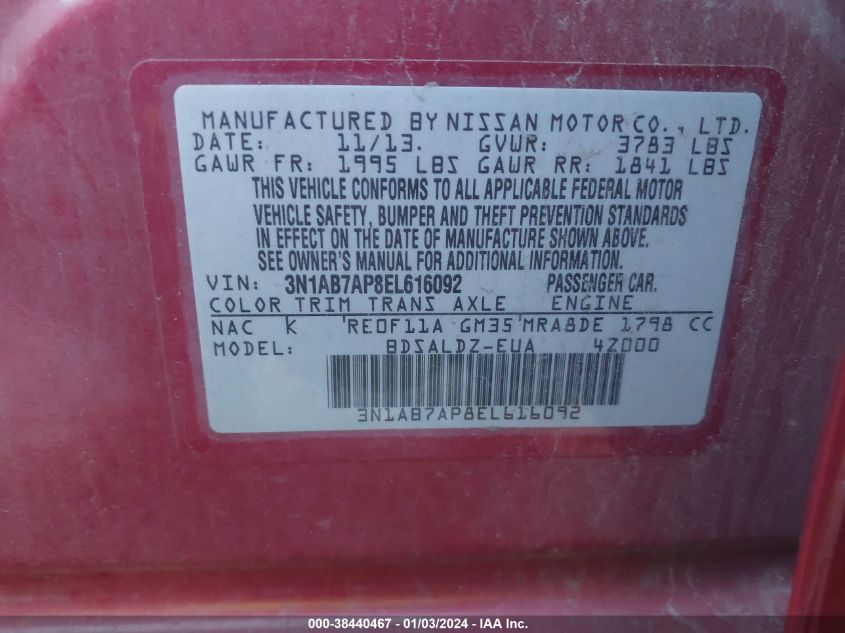 MANUFACTURED BY NISSAN MOTOR CO., LTD.
DATE: 11/13. GVWR: 3783 LBS
GAWR FR: 1995 LBS GAWR RR: 1841 LBS
THIS VEHICLE CONFORMS TO ALL APPLICABLE FEDERAL MOTOR
VEHICLE SAFETY, BUMPER AND THEFT PREVENTION STANDARDS
IN EFFECT ON THE DATE OF MANUFACTURE SHOWN ABOVE.
SEE OWNER'S MANUAL FOR ADDITIONAL INFORMATION.
VIN: 3N1AB7AP8EL616092 PASSENGER CAR.
COLOR TRIM TRANS AXLE ENGINE
NAC K RE0F11A GM35 MRA8DE 1798 CC
MODEL: BDSALDZ-EUA 4Z000
3N1AB7AP8EL616092
000-38440467 - 01/03/2024 - IAA Inc.